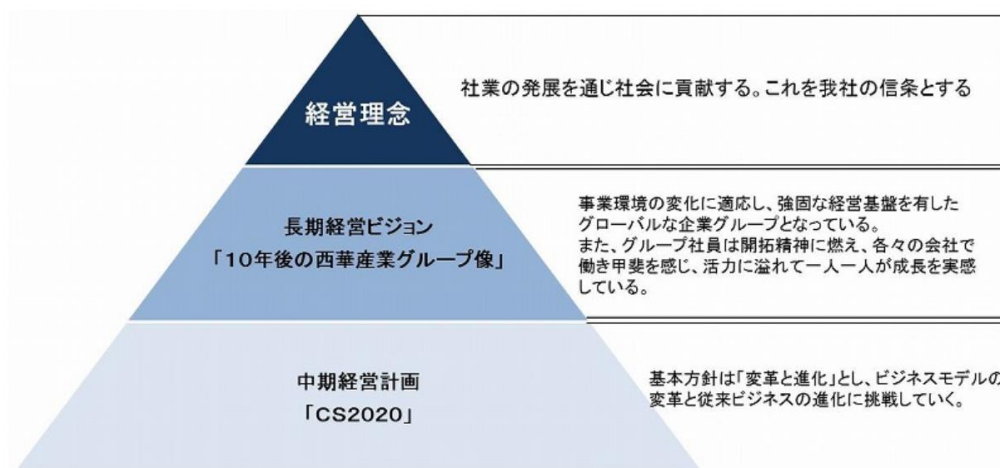 経営理念
社業の発展を通じ社会に貢献する。これを我社の信条とする
長期経営ビジョン
「10年後の西華産業グループ像」
事業環境の変化に適応し、強固な経営基盤を有した
グローバルな企業グループとなっている。
また、グループ社員は開拓精神に燃え、各々の会社で
働き甲斐を感じ、活力に溢れて一人一人が成長を実感
している。
中期経営計画
「CS2020」
基本方針は「変革と進化」とし、ビジネスモデルの
変革と従来ビジネスの進化に挑戦していく。